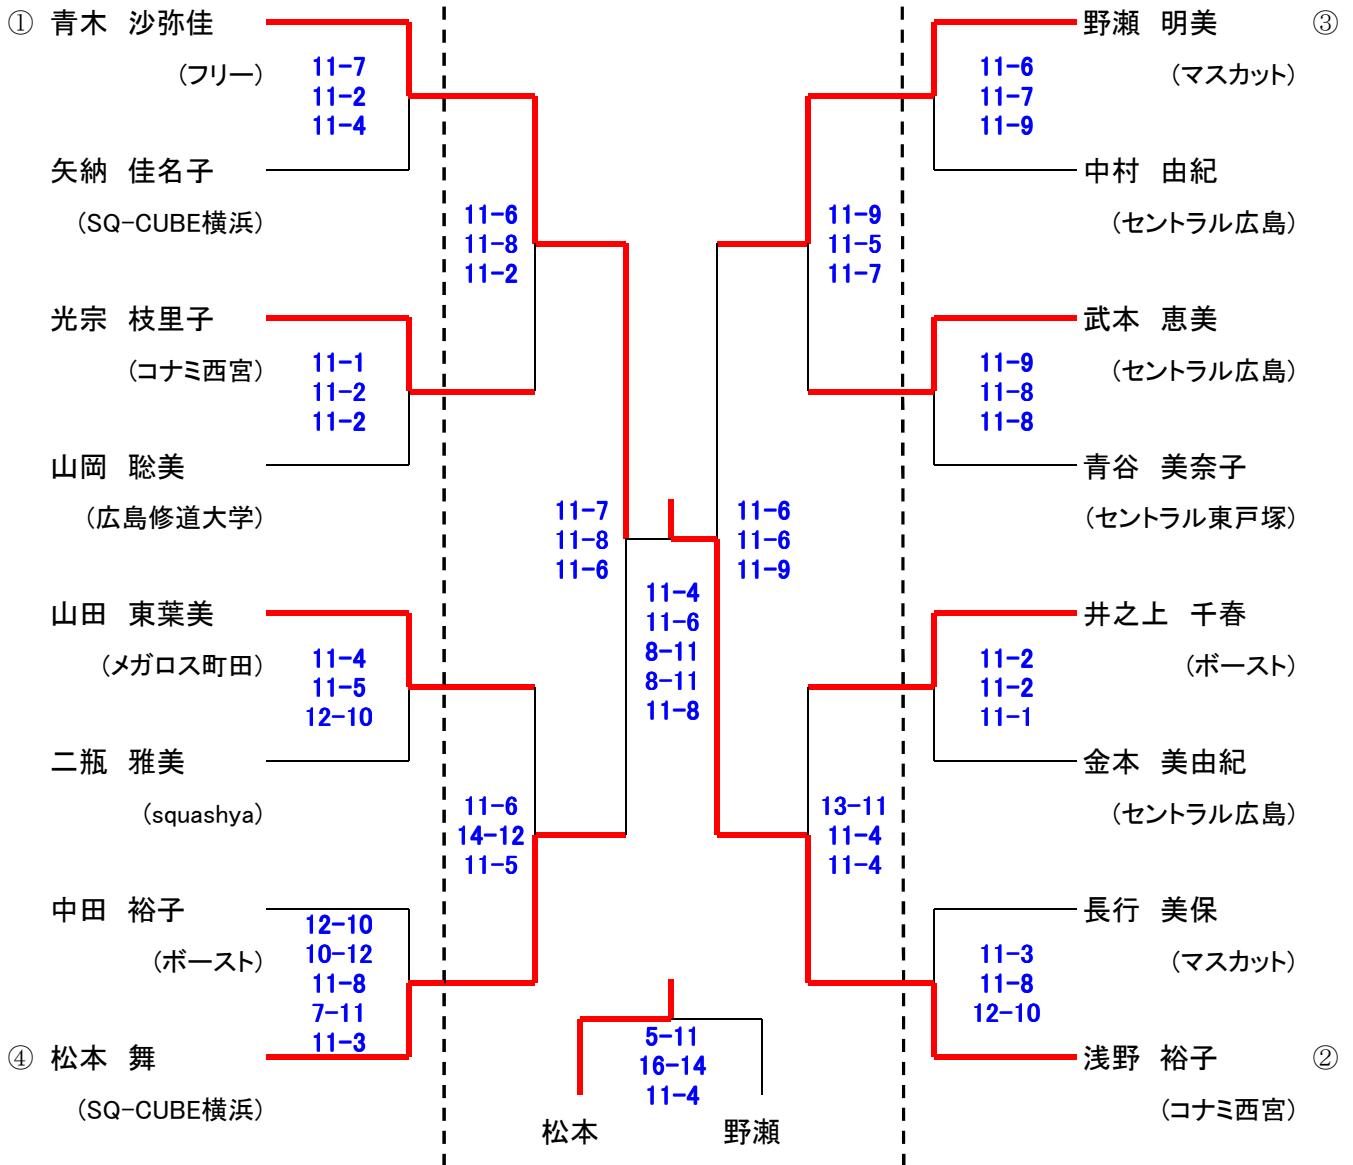 ① 青木 沙弥佳
(フリー)
11-7
11-2
11-4
矢納 佳名子
(SQ-CUBE横浜)
11-6
11-8
11-2
光宗 枝里子
(コナミ西宮)
11-1
11-2
11-2
山岡 聡美
(広島修道大学)
11-7
11-8
11-6
山田 東葉美
(メガロス町田)
11-4
11-5
12-10
二瓶 雅美
(squashya)
11-6
14-12
11-5
中田 裕子
(ボースト)
12-10
10-12
11-8
7-11
11-3
④ 松本 舞
(SQ-CUBE横浜)
11-4
11-6
8-11
8-11
11-8
5-11
16-14
11-4
松本 野瀬
野瀬 明美 ③
(マスカット)
11-6
11-7
11-9
中村 由紀
(セントラル広島)
11-9
11-5
11-7
武本 恵美
(セントラル広島)
11-9
11-8
11-8
青谷 美奈子
(セントラル東戸塚)
11-6
11-6
11-9
井之上 千春
(ボースト)
11-2
11-2
11-1
金本 美由紀
(セントラル広島)
13-11
11-4
11-4
長行 美保
(マスカット)
11-3
11-8
12-10
浅野 裕子 ②
(コナミ西宮)